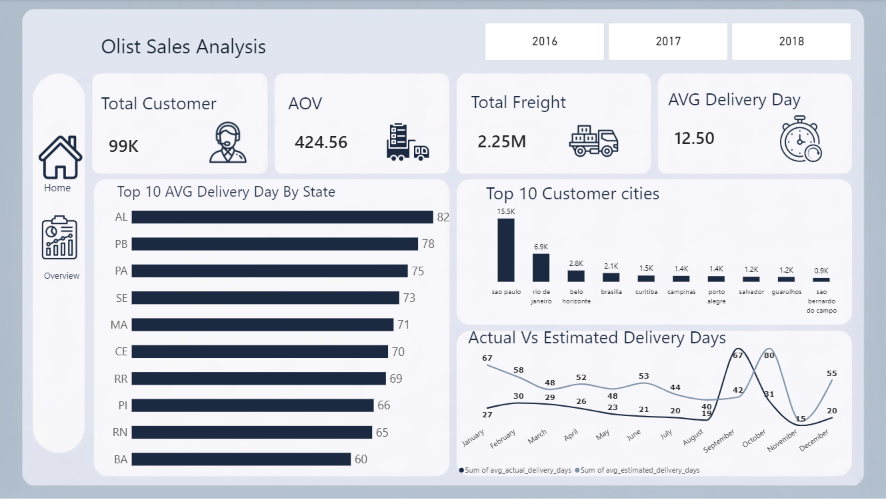 Olist Sales Analysis
2016
2017
2018
Home
Overview
Total Customer
99K
AOV
424.56
Total Freight
2.25M
AVG Delivery Day
12.50
Top 10 AVG Delivery Day By State
AL 82
PB 78
PA 75
SE 73
MA 71
CE 70
RR 69
PI 66
RN 65
BA 60
Top 10 Customer cities
15.5K
6.9K
2.8K
2.1K
1.5K
1.4K
1.4K
1.2K
1.2K
0.9K
sao paulo
rio de
janeiro
belo
horizonte
brasilia
curitiba
campinas
porto
alegre
salvador
guarulhos
sao
bernardo
do campo
Actual Vs Estimated Delivery Days
67
58
48
52
48
53
44
40
42
80
15
55
27
30
29
26
23
21
20
19
67
31
20
January
February
March
April
May
June
July
August
September
October
November
December
Sum of avg_actual_delivery_days
Sum of avg_estimated_delivery_days